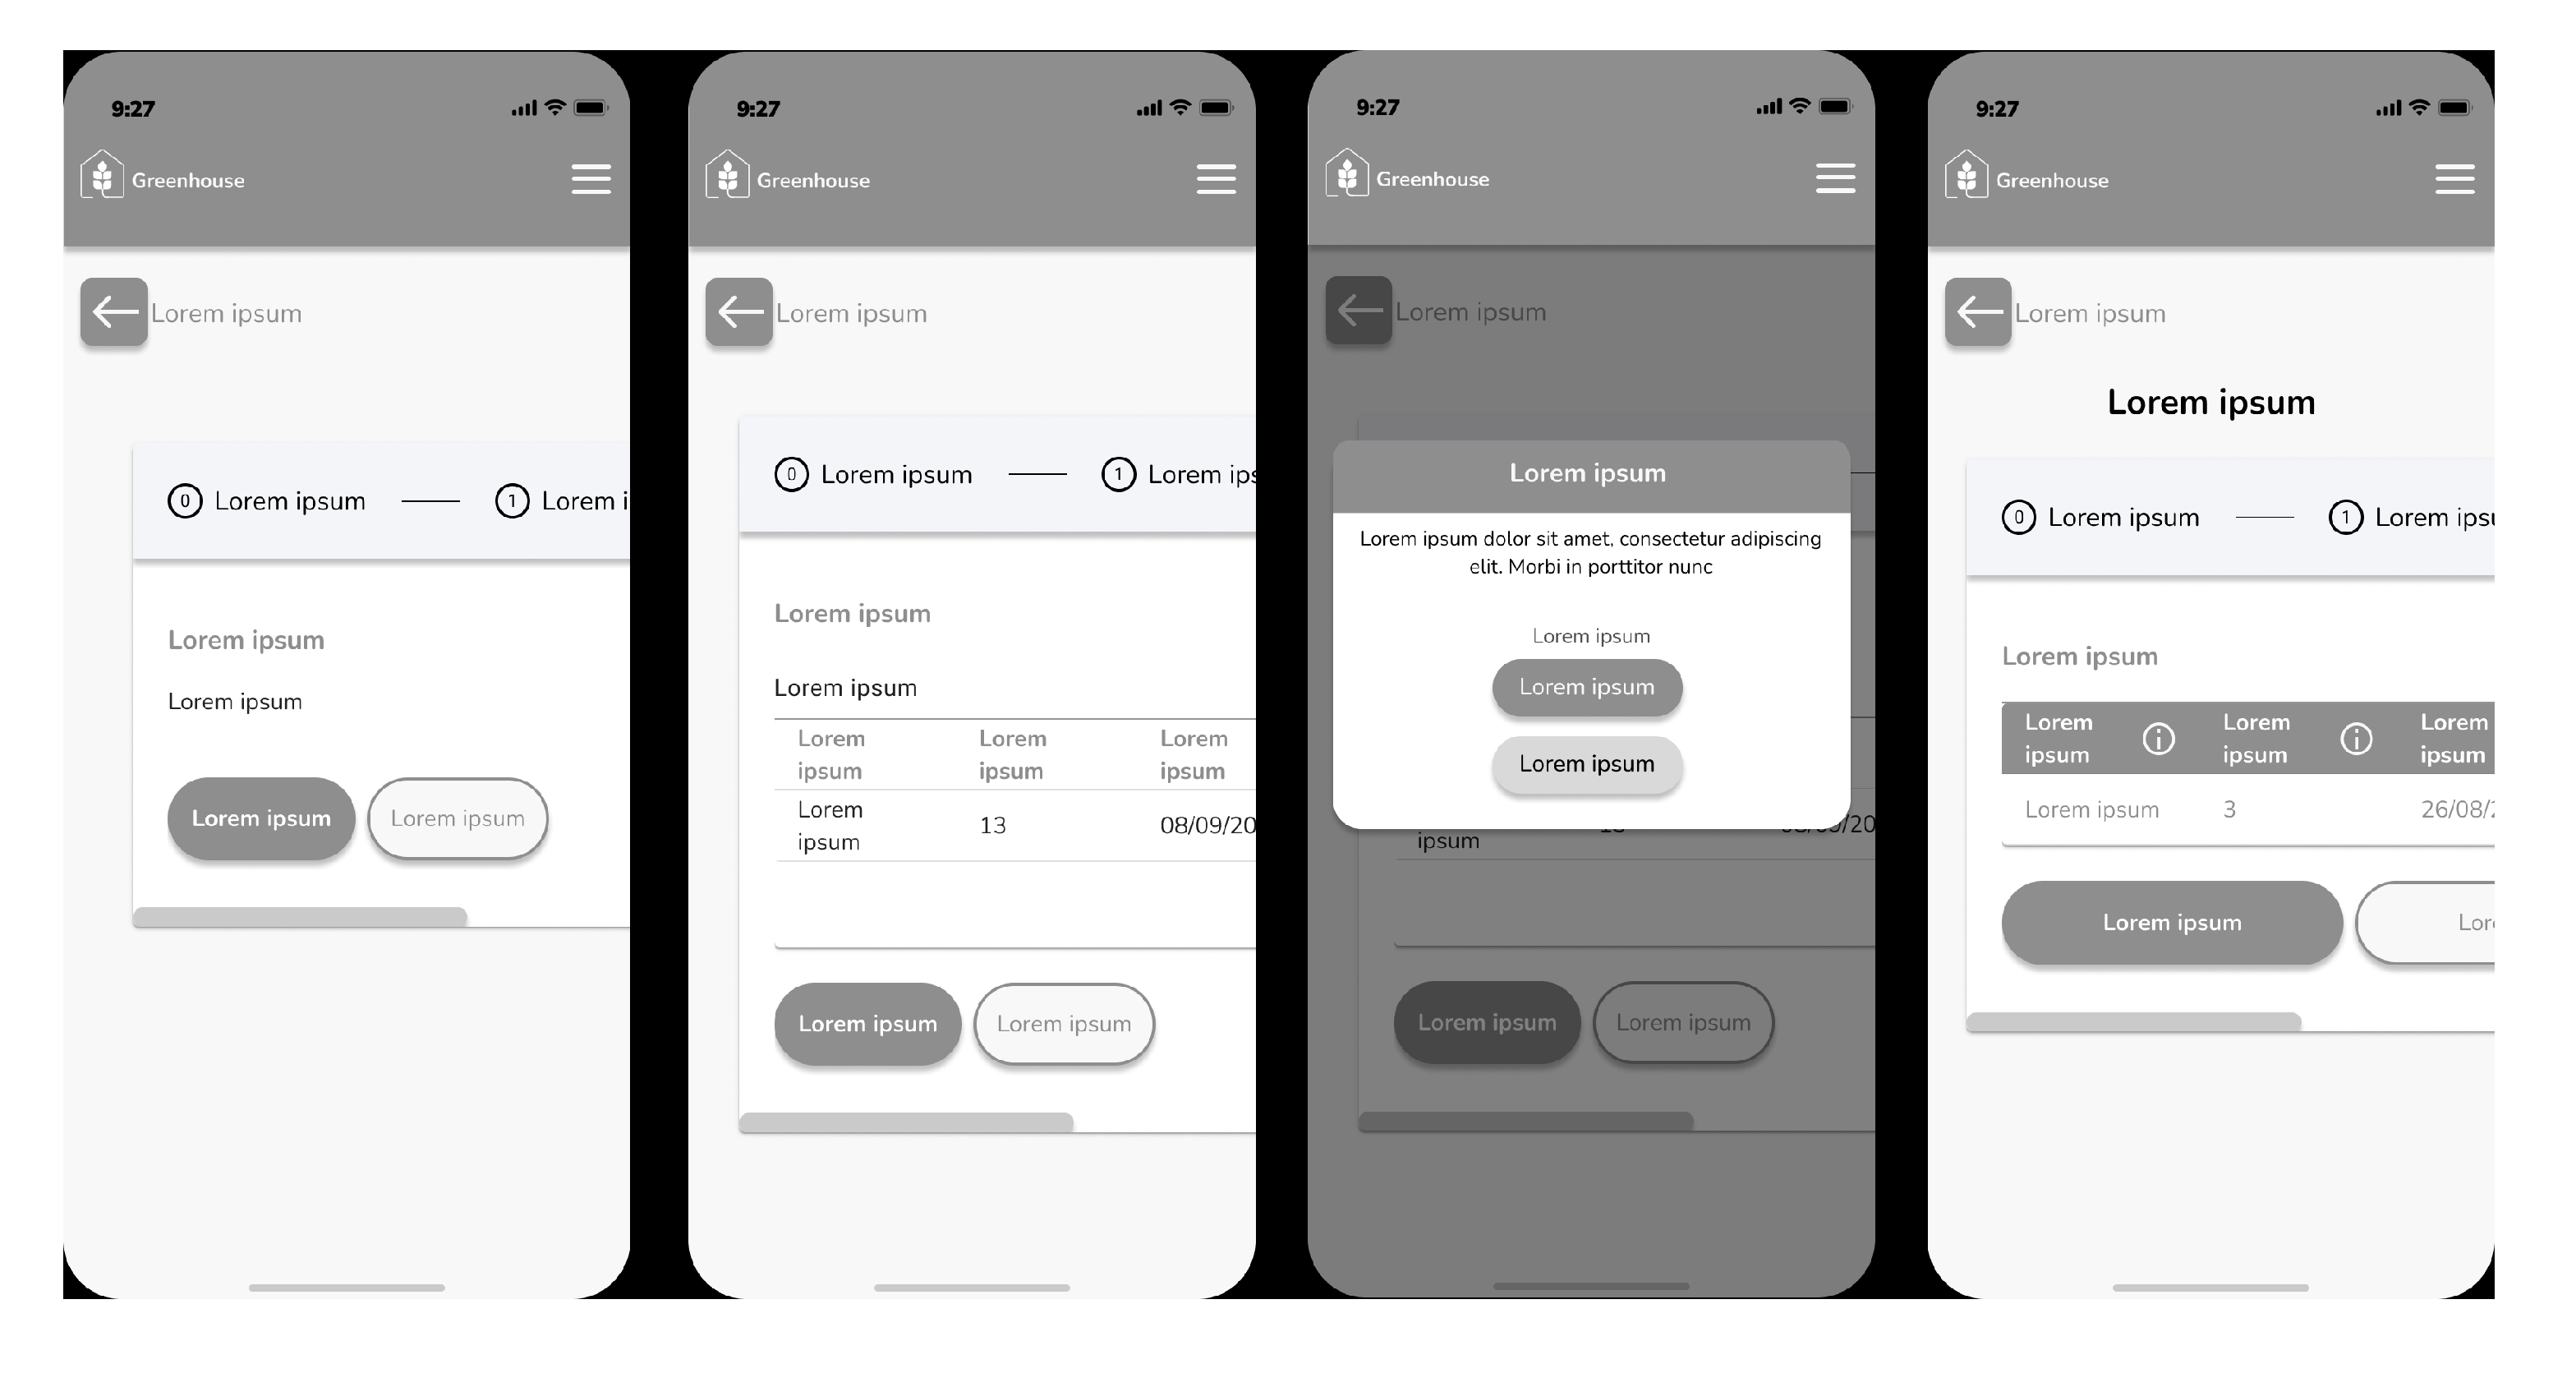 9:27
Greenhouse
Lorem ipsum
0 Lorem ipsum 1 Lorem i
Lorem ipsum
Lorem ipsum
Lorem ipsum Lorem ipsum
9:27
Greenhouse
Lorem ipsum
0 Lorem ipsum 1 Lorem ips
Lorem ipsum
Lorem ipsum
Lorem Lorem Lorem
ipsum ipsum ipsum
Lorem
ipsum 13 08/09/20
Lorem ipsum Lorem ipsum
9:27
Greenhouse
Lorem ipsum
Lorem ipsum
Lorem ipsum dolor sit amet, consectetur adipiscing
elit. Morbi in porttitor nunc
Lorem ipsum
Lorem ipsum
Lorem ipsum
ipsum /20
Lorem ipsum Lorem ipsum
9:27
Greenhouse
Lorem ipsum
Lorem ipsum
0 Lorem ipsum 1 Lorem ipsu
Lorem ipsum
Lorem Lorem Lorem
ipsum ipsum ipsum
Lorem ipsum 3 26/08/
Lorem ipsum Lor